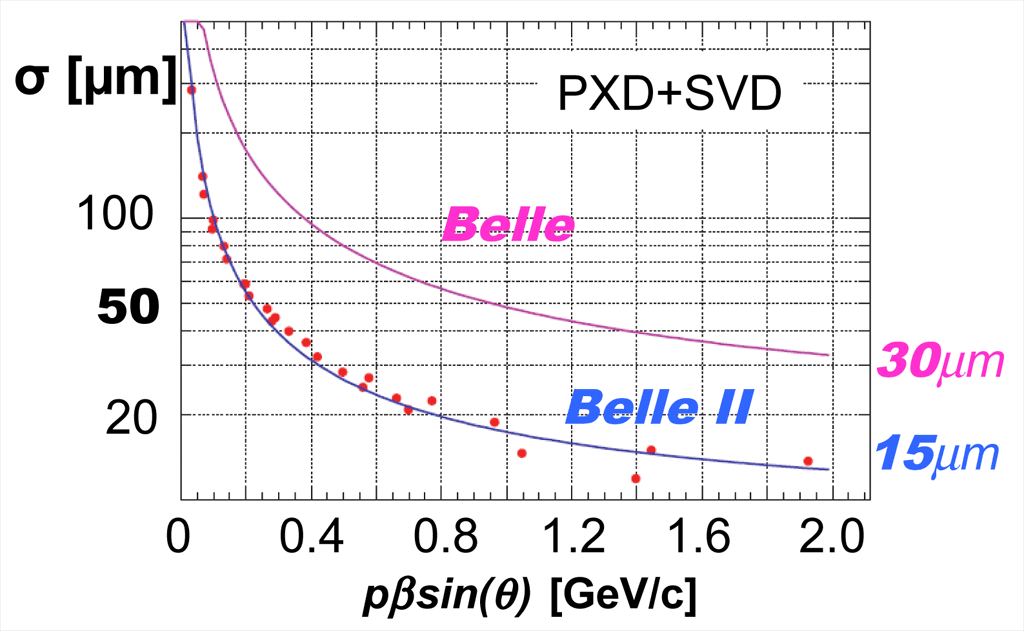 σ [μm]
PXD+SVD
100
Belle
50
30μm
20
Belle II
15μm
0 0.4 0.8 1.2 1.6 2.0
pβsin(θ) [GeV/c]